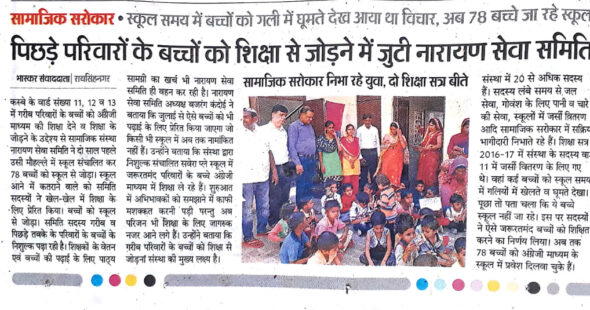 सामाजिक सरोकार • स्कूल समय में बच्चों को गली में घूमते देख आया था विचार, अब 78 बच्चे जा रहे स्कूल
पिछड़े परिवारों के बच्चों को शिक्षा से जोड़ने में जुटी नारायण सेवा समिति
भास्कर संवाददाता | रायसिंहनगर
कस्बे के वार्ड संख्या 11, 12 व 13
में गरीब परिवारों के बच्चों को अंग्रेजी
माध्यम की शिक्षा देने व शिक्षा के
जोड़ने के उद्देश्य से सामाजिक संस्था
नारायण सेवा समिति ने दो साल पहले
उसी मौहल्ले में स्कूल संचालित कर
78 बच्चों को स्कूल से जोड़ा। स्कूल
आने में कतराने वाले को समिति
सदस्यों ने खेल-खेल में शिक्षा के
लिए प्रेरित किया। बच्चों को स्कूल
से जोड़ा। समिति सदस्य गरीब व
पिछड़े तबके के परिवारों के बच्चों के
निशुल्क पढ़ा रही है। शिक्षकों के वेतन
एवं बच्चों की पढ़ाई के लिए पाठ्य
सामग्री का खर्च भी नारायण सेवा
समिति ही वहन कर रही है। नारायण
सेवा समिति अध्यक्ष बजरंग कंदोई ने
बताया कि जुलाई से ऐसे बच्चों को भी
पढ़ाई के लिए प्रेरित किया जाएगा जो
किसी भी स्कूल में अब तक नामांकित
नहीं हैं। उन्होंने बताया कि संस्था द्वारा
निशुल्क संचालित सवेरा प्ले स्कूल में
जरूरतमंद परिवारों के बच्चे अंग्रेजी
माध्यम में शिक्षा ले रहे हैं। शुरुआत
में अभिभावकों को समझाने में काफी
मशक्कत करनी पड़ी परन्तु अब
परिजन भी शिक्षा के लिए जागरुक
नजर आने लगे हैं। उन्होंने बताया कि
गरीब परिवारों के बच्चों को शिक्षा से
जोड़नां संस्था की मुख्य लक्ष्य है।
सामाजिक सरोकार निभा रहे युवा, दो शिक्षा सत्र बीते
संस्था में 20 से अधिक सदस्य
हैं। सदस्य लंबे समय से जल
सेवा, गोवंश के लिए पानी व चारे
की सेवा, स्कूलों में जर्सी वितरण
आदि सामाजिक सरोकार में सक्रिय
भागीदारी निभाते रहे हैं। शिक्षा सत्र
2016-17 में संस्था के सदस्य वार्ड
11 में जर्सी वितरण के लिए गए
थे। वहां कई बच्चों को स्कूल समय
में गलियों में खेलते व घूमते देखा।
पूछा तो पता चला कि ये बच्चे
स्कूल नहीं जा रहे। इस पर सदस्यों
ने ऐसे जरूरतमंद बच्चों को शिक्षित
करने का निर्णय लिया। अब तक
78 बच्चों को अंग्रेजी माध्यम के
स्कूल में प्रवेश दिलवा चुके हैं।